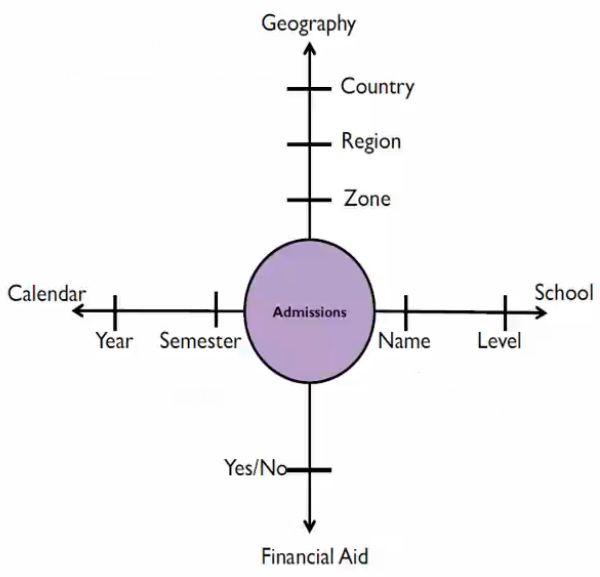 Geography
Country
Region
Zone
Calendar
School
Admissions
Year
Semester
Name
Level
Yes/No
Financial Aid